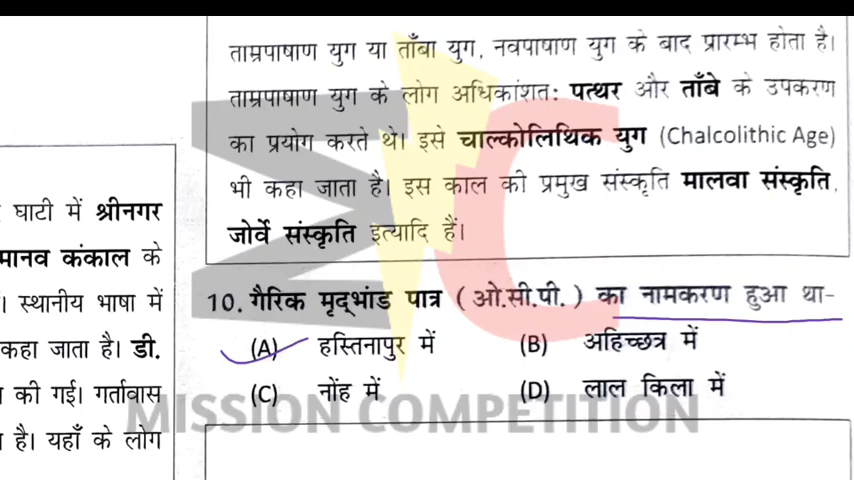 घाटी में श्रीनगर
मानव कंकाल के
। स्थानीय भाषा में
कहा जाता है। डी.
की गई। गर्तावास
है। यहाँ के लोग
ताम्रपाषाण युग या ताँबा युग, नवपाषाण युग के बाद प्रारम्भ होता है।
ताम्रपाषाण युग के लोग अधिकांशतः पत्थर और ताँबे के उपकरण
का प्रयोग करते थे। इसे चाल्कोलिथिक युग (Chalcolithic Age)
भी कहा जाता है। इस काल की प्रमुख संस्कृति मालवा संस्कृति,
जोर्वे संस्कृति इत्यादि हैं।
10. गैरिक मृद्भांड पात्र ( ओ.सी.पी. ) का नामकरण हुआ था-
(A) हस्तिनापुर में (B) अहिच्छत्र में
(C) नोंह में (D) लाल किला में
MISSION COMPETITION